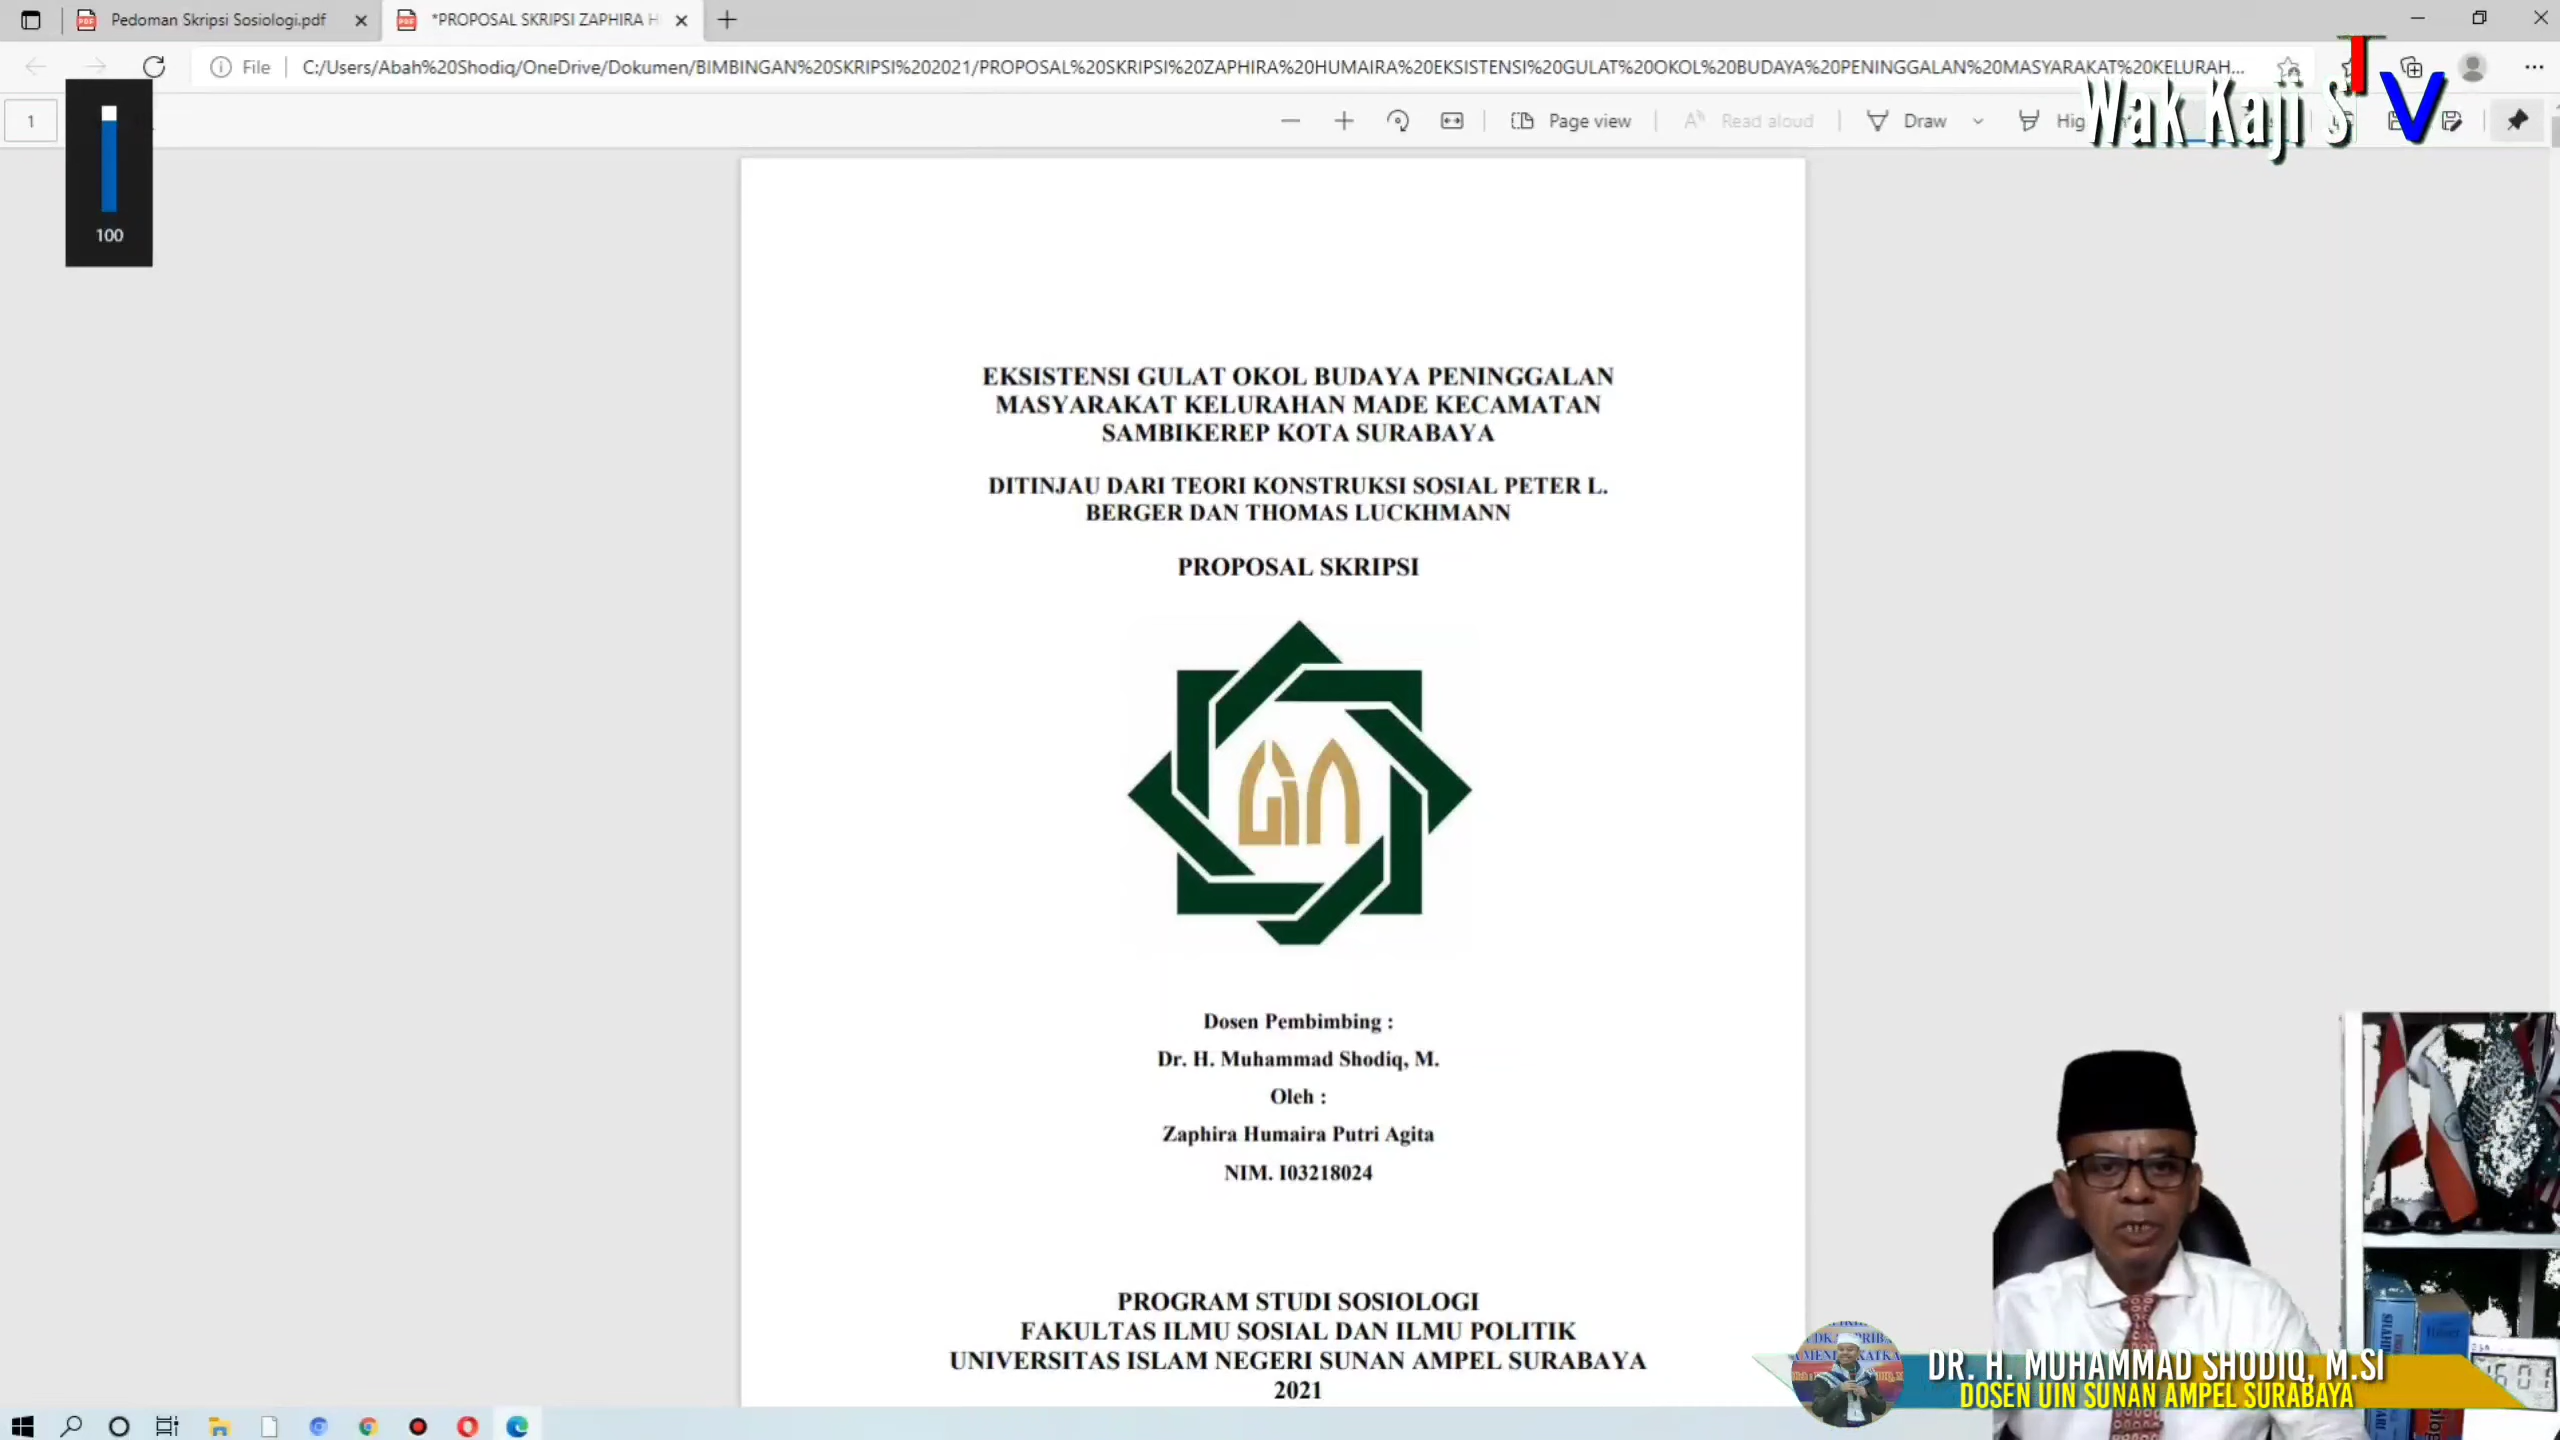 Pedoman Skripsi Sosiologi.pdf
*PROPOSAL SKRIPSI ZAPHIRA H
File
C:/Users/Abah%20Shodiq/OneDrive/Dokumen/BIMBINGAN%20SKRIPSI%202021/PROPOSAL%20SKRIPSI%20ZAPHIRA%20HUMAIRA%20EKSISTENSI%20GULAT%20OKOL%20BUDAYA%20PENINGGALAN%20MASYARAKAT%20KELURAH...
1
Page view
Read aloud
Draw
Wak Kaji S TV
100
EKSISTENSI GULAT OKOL BUDAYA PENINGGALAN
MASYARAKAT KELURAHAN MADE KECAMATAN
SAMBIKEREP KOTA SURABAYA
DITINJAU DARI TEORI KONSTRUKSI SOSIAL PETER L.
BERGER DAN THOMAS LUCKHMANN
PROPOSAL SKRIPSI
uin
Dosen Pembimbing :
Dr. H. Muhammad Shodiq, M.
Oleh :
Zaphira Humaira Putri Agita
NIM. I03218024
PROGRAM STUDI SOSIOLOGI
FAKULTAS ILMU SOSIAL DAN ILMU POLITIK
UNIVERSITAS ISLAM NEGERI SUNAN AMPEL SURABAYA
2021
DR. H. MUHAMMAD SHODIQ, M.SI
DOSEN UIN SUNAN AMPEL SURABAYA